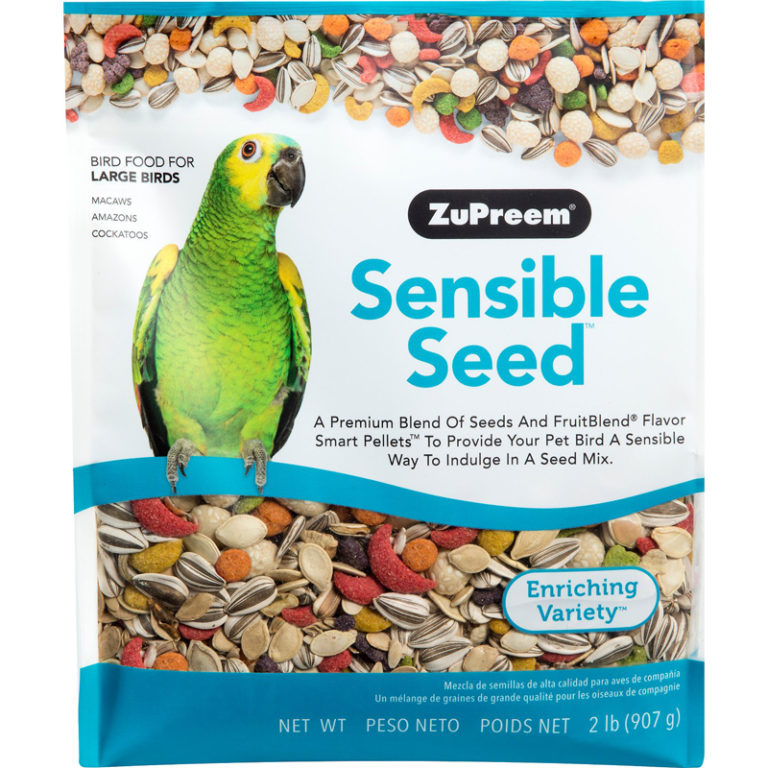 BIRD FOOD FOR
LARGE BIRDS
MACAWS
AMAZONS
COCKATOOS
ZuPreem®
Sensible
Seed™
A Premium Blend Of Seeds And FruitBlend® Flavor
Smart Pellets™ To Provide Your Pet Bird A Sensible
Way To Indulge In A Seed Mix.
Enriching
Variety™
Mezcla de semillas de alta calidad para aves de compañia
Un mélange de graines de grande qualité pour les oiseaux de compagnie
NET WT PESO NETO POIDS NET 2 lb (907 g)